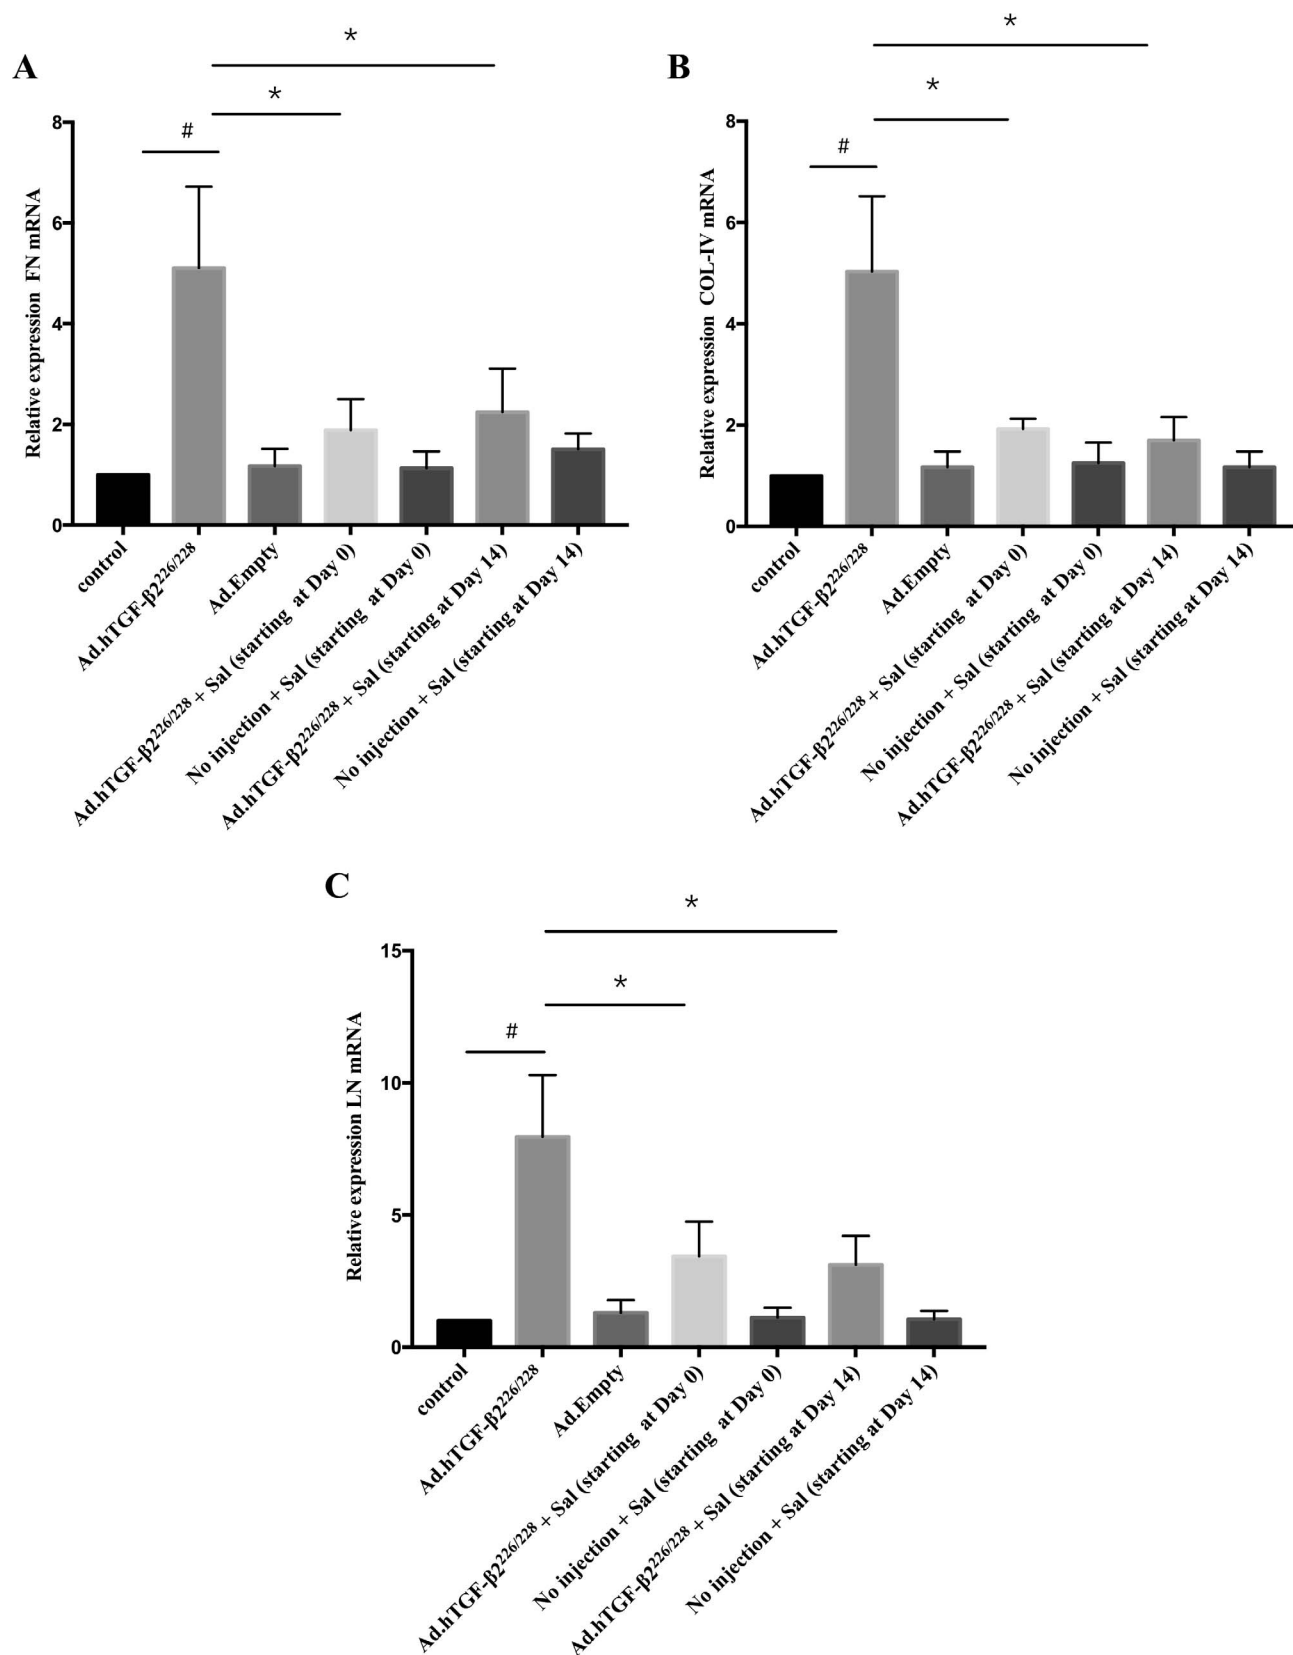 A
*
*
#
Relative expression FN mRNA
8
6
4
2
0
control
Ad.hTGF-β2²²⁶/²²⁸
Ad.Empty
Ad.hTGF-β2²²⁶/²²⁸ + Sal (starting at Day 0)
No injection + Sal (starting at Day 0)
Ad.hTGF-β2²²⁶/²²⁸ + Sal (starting at Day 14)
No injection + Sal (starting at Day 14)
B
*
*
#
Relative expression COL-IV mRNA
8
6
4
2
0
control
Ad.hTGF-β2²²⁶/²²⁸
Ad.Empty
Ad.hTGF-β2²²⁶/²²⁸ + Sal (starting at Day 0)
No injection + Sal (starting at Day 0)
Ad.hTGF-β2²²⁶/²²⁸ + Sal (starting at Day 14)
No injection + Sal (starting at Day 14)
C
*
*
#
Relative expression LN mRNA
15
10
5
0
control
Ad.hTGF-β2²²⁶/²²⁸
Ad.Empty
Ad.hTGF-β2²²⁶/²²⁸ + Sal (starting at Day 0)
No injection + Sal (starting at Day 0)
Ad.hTGF-β2²²⁶/²²⁸ + Sal (starting at Day 14)
No injection + Sal (starting at Day 14)